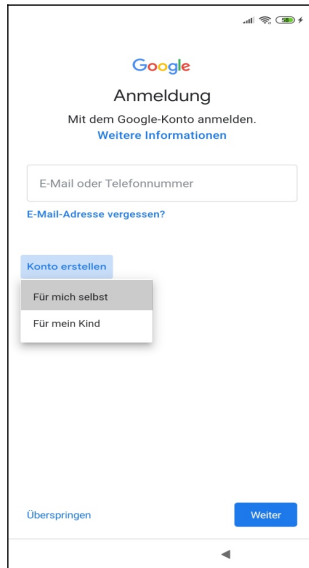 58
Google
Anmeldung
Mit dem Google-Konto anmelden.
Weitere Informationen
E-Mail oder Telefonnummer
E-Mail-Adresse vergessen?
Konto erstellen
Für mich selbst
Für mein Kind
Überspringen
Weiter